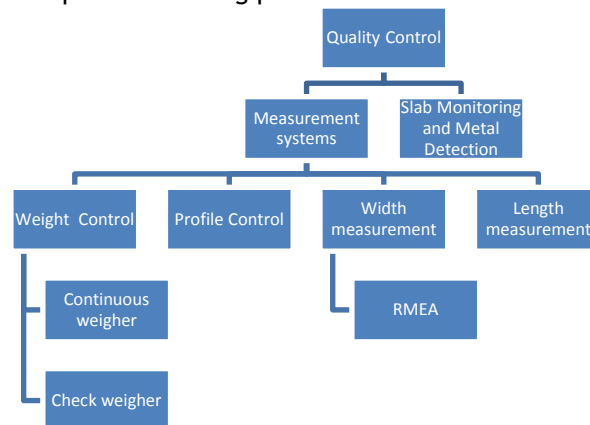 Quality Control
Measurement
systems
Slab Monitoring
and Metal
Detection
Weight Control
Profile Control
Width
measurement
Length
measurement
Continuous
weigher
RMEA
Check weigher